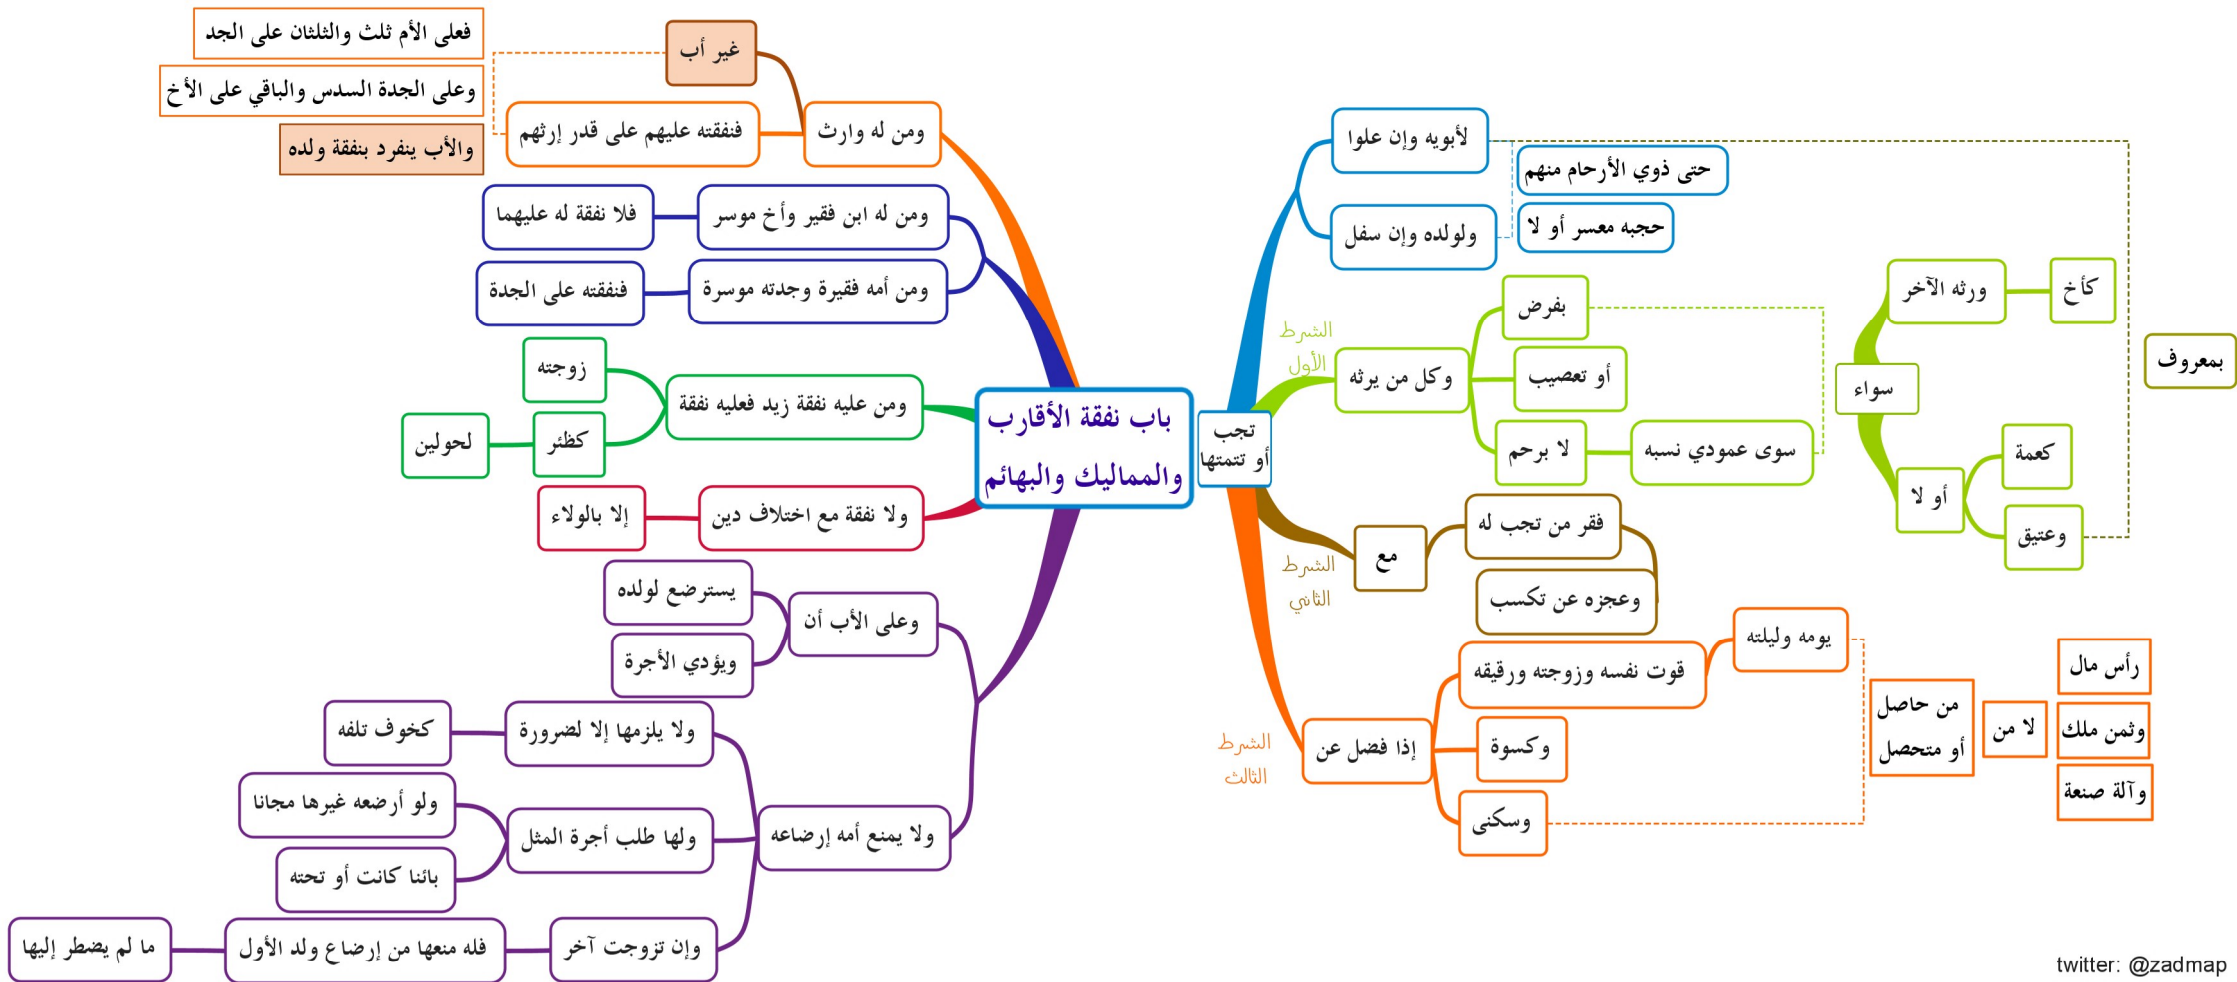 باب نفقة الأقارب
والمماليك والبهائم
تجب
أو تتمتها
لأبويه وإن علوا
ولولده وإن سفل
حتى ذوي الأرحام منهم
حجبه معسر أو لا
الشرط
الأول
وكل من يرثه
بفرض
أو تعصيب
لا برحم
سوى عمودي نسبه
سواء
ورثه الآخر
كأخ
أو لا
كعمة
وعتيق
بمعروف
الشرط
الثاني
مع
فقر من تجب له
وعجزه عن تكسب
الشرط
الثالث
إذا فضل عن
قوت نفسه وزوجته ورقيقه
يومه وليلته
وكسوة
وسكنى
من حاصل
أو متحصل
لا من
رأس مال
وثمن ملك
وآلة صنعة
ومن له وارث
غير أب
فنفقته عليهم على قدر إرثهم
فعلى الأم ثلث والثلثان على الجد
وعلى الجدة السدس والباقي على الأخ
والأب ينفرد بنفقة ولده
ومن له ابن فقير وأخ موسر
فلا نفقة له عليهما
ومن أمه فقيرة وجدته موسرة
فنفقته على الجدة
ومن عليه نفقة زيد فعليه نفقة
زوجته
كظئر
لحولين
ولا نفقة مع اختلاف دين
إلا بالولاء
وعلى الأب أن
يسترضع لولده
ويؤدي الأجرة
ولا يمنع أمه إرضاعه
ولا يلزمها إلا لضرورة
كخوف تلفه
ولها طلب أجرة المثل
ولو أرضعه غيرها مجانا
بائنا كانت أو تحته
وإن تزوجت آخر
فله منعها من إرضاع ولد الأول
ما لم يضطر إليها
twitter: @zadmap